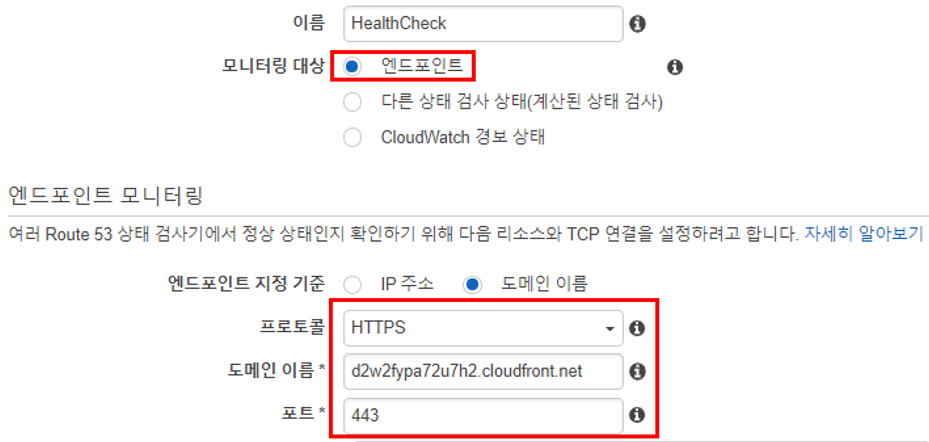 이름 HealthCheck
모니터링 대상 엔드포인트
다른 상태 검사 상태(계산된 상태 검사)
CloudWatch 경보 상태
엔드포인트 모니터링
여러 Route 53 상태 검사기에서 정상 상태인지 확인하기 위해 다음 리소스와 TCP 연결을 설정하려고 합니다. 자세히 알아보기
엔드포인트 지정 기준 IP 주소 도메인 이름
프로토콜 HTTPS
도메인 이름 * d2w2fypa72u7h2.cloudfront.net
포트 * 443